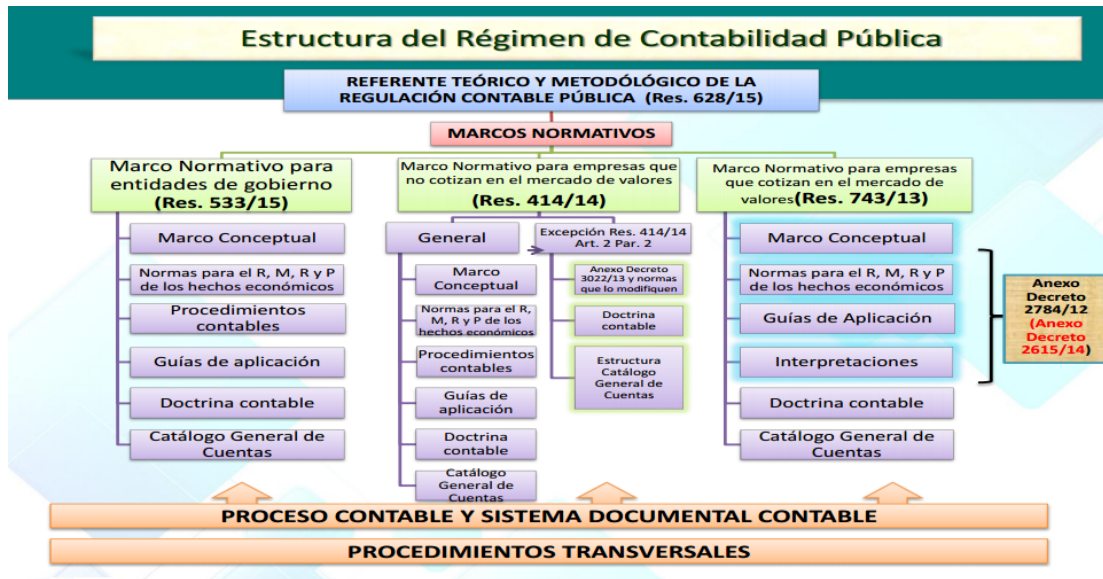 Estructura del Régimen de Contabilidad Pública
REFERENTE TEÓRICO Y METODÓLÓGICO DE LA
REGULACIÓN CONTABLE PÚBLICA (Res. 628/15)
MARCOS NORMATIVOS
Marco Normativo para
entidades de gobierno
(Res. 533/15)
Marco Conceptual
Normas para el R, M, R y P
de los hechos económicos
Procedimientos
contables
Guías de aplicación
Doctrina contable
Catálogo General de
Cuentas
Marco Normativo para empresas que
no cotizan en el mercado de valores
(Res. 414/14)
General
Marco
Conceptual
Normas para el R,
M, R y P de los
hechos económicos
Procedimientos
contables
Guías de
aplicación
Doctrina
contable
Catálogo
General de
Cuentas
Excepción Res. 414/14
Art. 2 Par. 2
Anexo Decreto
3022/13 y normas
que lo modifiquen
Doctrina
contable
Estructura
Catálogo
General de
Cuentas
Marco Normativo para empresas
que cotizan en el mercado de
valores(Res. 743/13)
Marco Conceptual
Normas para el R, M, R y P
de los hechos económicos
Guías de Aplicación
Interpretaciones
Doctrina contable
Catálogo General de
Cuentas
Anexo
Decreto
2784/12
(Anexo
Decreto
2615/14)
PROCESO CONTABLE Y SISTEMA DOCUMENTAL CONTABLE
PROCEDIMIENTOS TRANSVERSALES